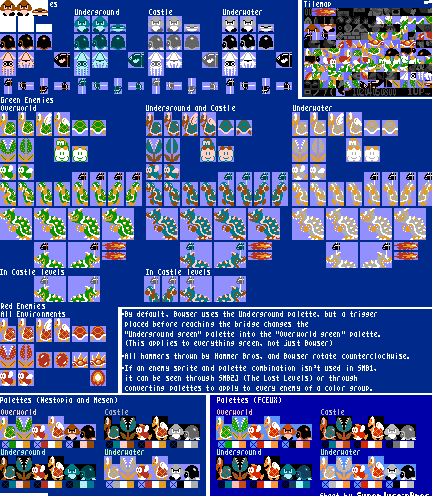 es
Underground
Castle
Underwater
Tilemap
Green Enemies
Overworld
Underground and Castle
Underwater
In Castle levels
In Castle levels
Red Enemies
All Environments
•By default, Bowser uses the Underground palette, but a trigger
placed before reaching the bridge changes the
"Underground green" palette into the "Overworld green" palette.
(This applies to everything green, not just Bowser)
•All hammers thrown by Hammer Bros. and Bowser rotate counterclockwise.
•If an enemy sprite and palette combination isn't used in SMB1,
it can be seen through SMB2J (The Lost Levels) or through
converting palettes to apply to every enemy of a color group.
Palettes (Nestopia and Mesen)
Overworld
Castle
Underground
Underwater
Palettes (FCEUX)
Overworld
Castle
Underground
Underwater